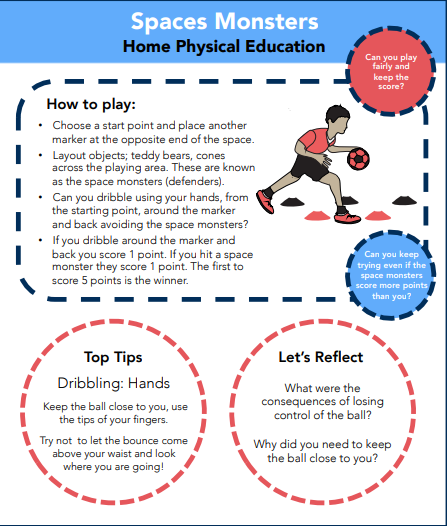 Spaces Monsters
Home Physical Education
Can you play
fairly and
keep the
score?
How to play:
• Choose a start point and place another
marker at the opposite end of the space.
• Layout objects; teddy bears, cones
across the playing area. These are known
as the space monsters (defenders).
• Can you dribble using your hands, from
the starting point, around the marker
and back avoiding the space monsters?
• If you dribble around the marker and
back you score 1 point. If you hit a space
monster they score 1 point. The first to
score 5 points is the winner.
Can you keep
trying even if the
space monsters
score more points
than you?
Top Tips
Dribbling: Hands
Keep the ball close to you, use
the tips of your fingers.
Try not to let the bounce come
above your waist and look
where you are going!
Let's Reflect
What were the
consequences of losing
control of the ball?
Why did you need to keep
the ball close to you?